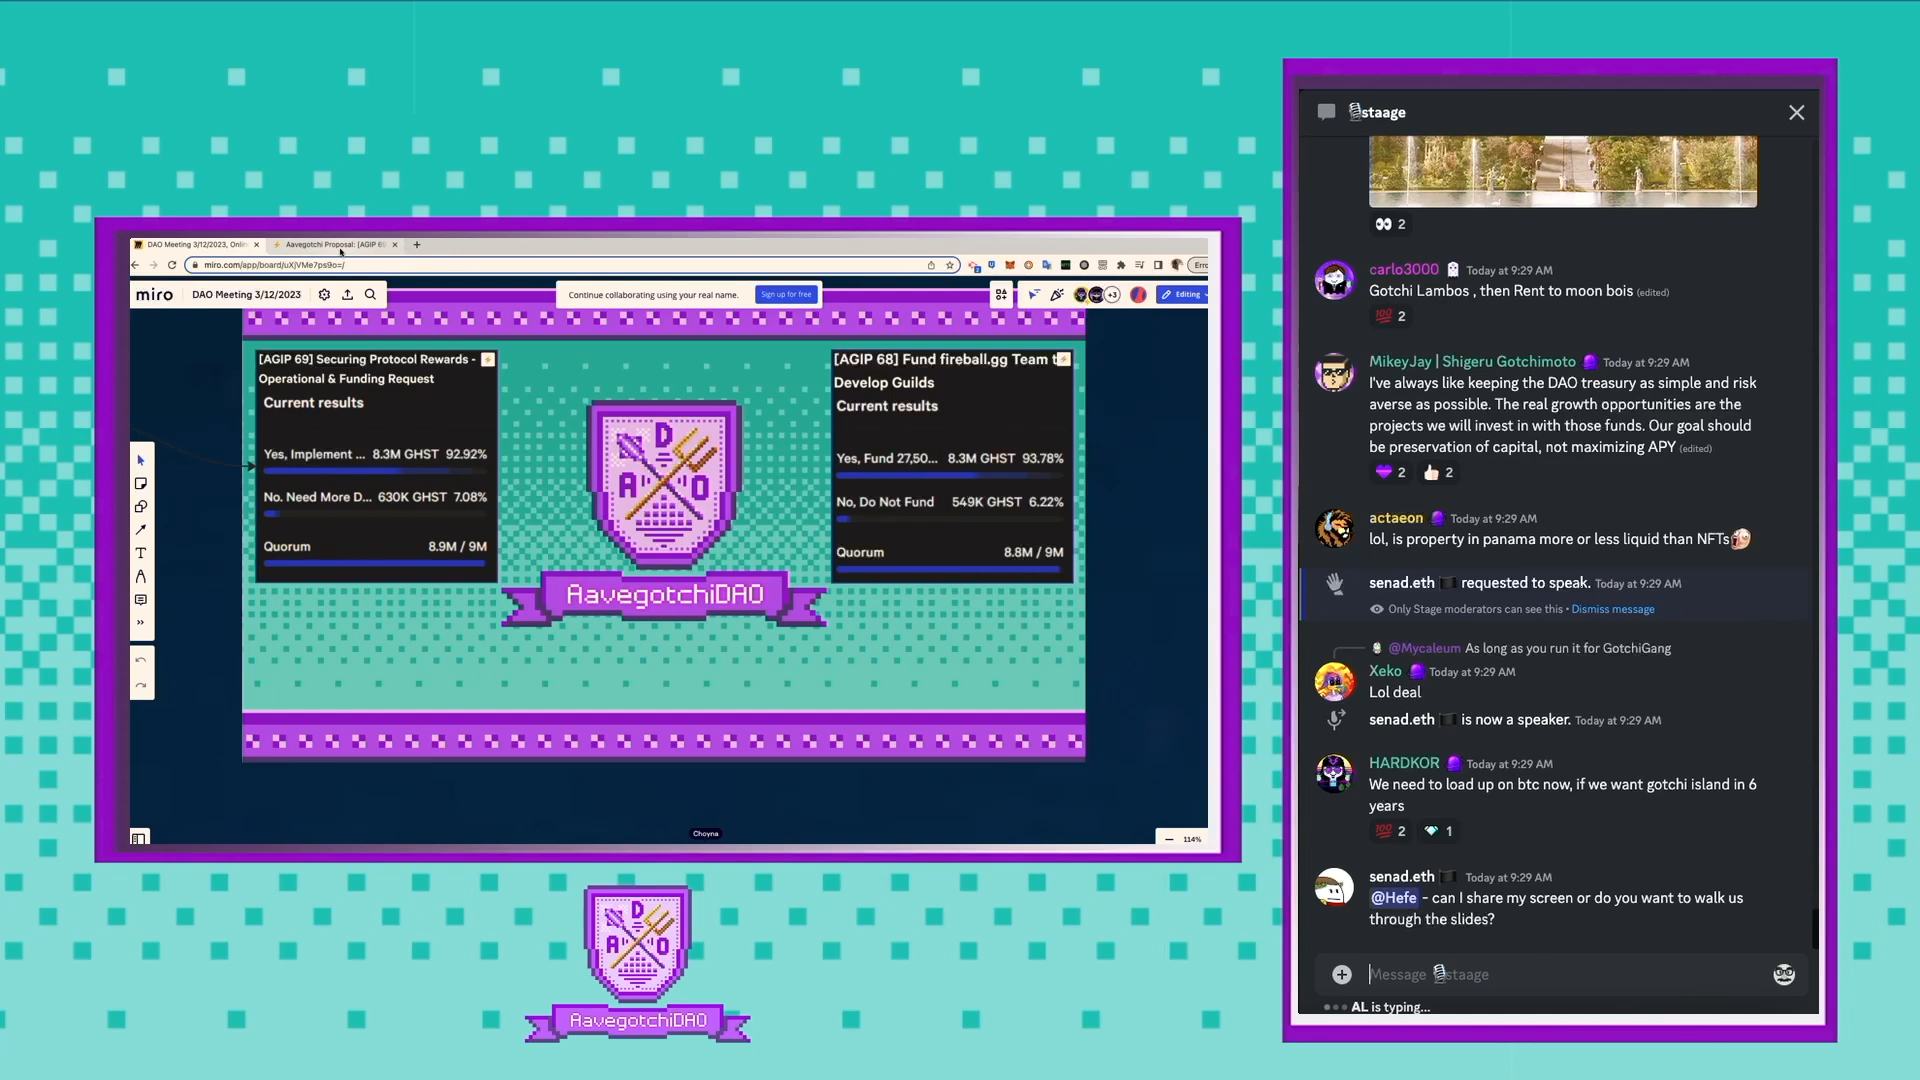 DAO Meeting 3/12/2023, Onlin
Aavegotchi Proposal: [AGIP 69
miro.com/app/board/uXjVMe7ps9o=/
Erro
miro
DAO Meeting 3/12/2023
Continue collaborating using your real name.
Sign up for free
+3
Editing
[AGIP 69] Securing Protocol Rewards -
Operational & Funding Request
Current results
Yes, Implement ... 8.3M GHST 92.92%
No. Need More D... 630K GHST 7.08%
Quorum 8.9M / 9M
D
A O
AavegotchiDAO
[AGIP 68] Fund fireball.gg Team t
Develop Guilds
Current results
Yes, Fund 27,50... 8.3M GHST 93.78%
No, Do Not Fund 549K GHST 6.22%
Quorum 8.8M / 9M
Choyna
114%
D
A O
AavegotchiDAO
staage
2
carlo3000 Today at 9:29 AM
Gotchi Lambos , then Rent to moon bois (edited)
2
MikeyJay | Shigeru Gotchimoto Today at 9:29 AM
I've always like keeping the DAO treasury as simple and risk
averse as possible. The real growth opportunities are the
projects we will invest in with those funds. Our goal should
be preservation of capital, not maximizing APY (edited)
2 2
actaeon Today at 9:29 AM
lol, is property in panama more or less liquid than NFTs
senad.eth requested to speak. Today at 9:29 AM
Only Stage moderators can see this • Dismiss message
@Mycaleum As long as you run it for GotchiGang
Xeko Today at 9:29 AM
Lol deal
senad.eth is now a speaker. Today at 9:29 AM
HARDKOR Today at 9:29 AM
We need to load up on btc now, if we want gotchi island in 6
years
2 1
senad.eth Today at 9:29 AM
@Hefe - can I share my screen or do you want to walk us
through the slides?
Message staage
AL is typing...